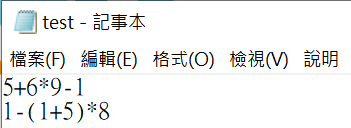 test - 記事本
檔案(F) 編輯(E) 格式(O) 檢視(V) 說明
5+6*9-1
1-(1+5)*8